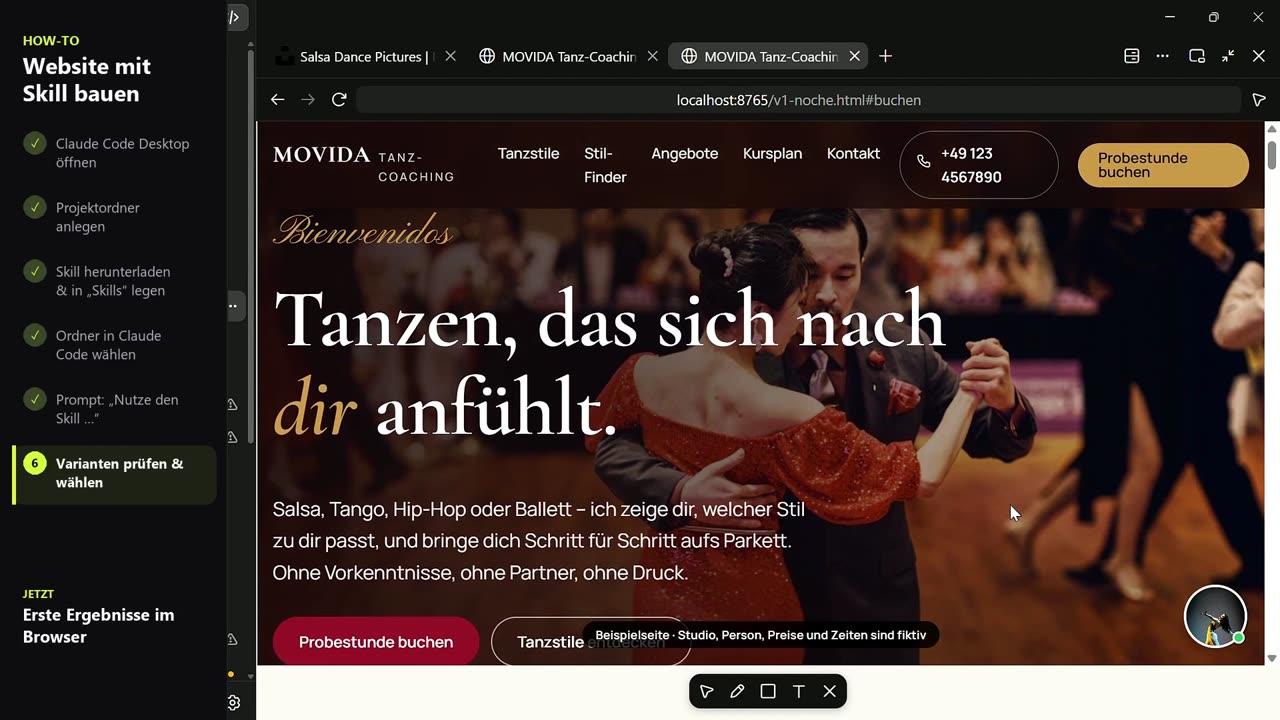 HOW-TO
Website mit
Skill bauen
✓ Claude Code Desktop
öffnen
✓ Projektordner
anlegen
✓ Skill herunterladen
& in „Skills" legen
✓ Ordner in Claude
Code wählen
✓ Prompt: „Nutze den
Skill ..."
6 Varianten prüfen &
wählen
JETZT
Erste Ergebnisse im
Browser
Salsa Dance Pictures |
MOVIDA Tanz-Coachin
MOVIDA Tanz-Coachin
localhost:8765/v1-noche.html#buchen
MOVIDA TANZ-
COACHING
Tanzstile
Stil-
Finder
Angebote
Kursplan
Kontakt
+49 123
4567890
Probestunde
buchen
Bienvenidos
Tanzen, das sich nach
dir anfühlt.
Salsa, Tango, Hip-Hop oder Ballett – ich zeige dir, welcher Stil
zu dir passt, und bringe dich Schritt für Schritt aufs Parkett.
Ohne Vorkenntnisse, ohne Partner, ohne Druck.
Probestunde buchen
Tanzstile entdecken
Beispielseite · Studio, Person, Preise und Zeiten sind fiktiv